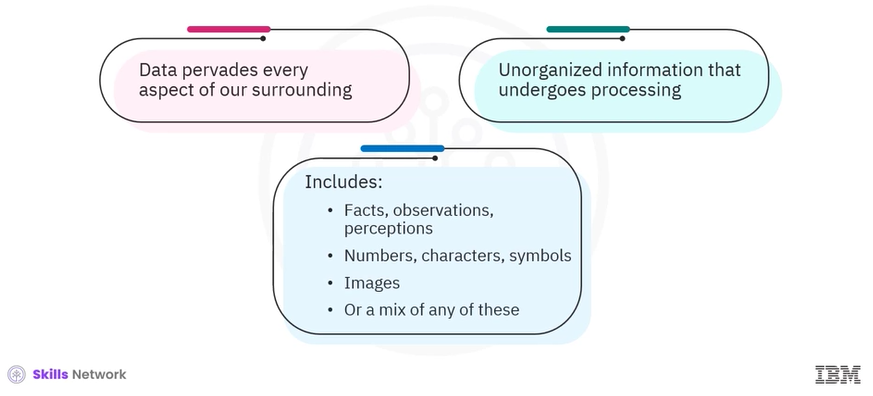 Data pervades every
aspect of our surrounding
Unorganized information that
undergoes processing
Includes:
• Facts, observations,
perceptions
• Numbers, characters, symbols
• Images
• Or a mix of any of these
Skills Network
IBM